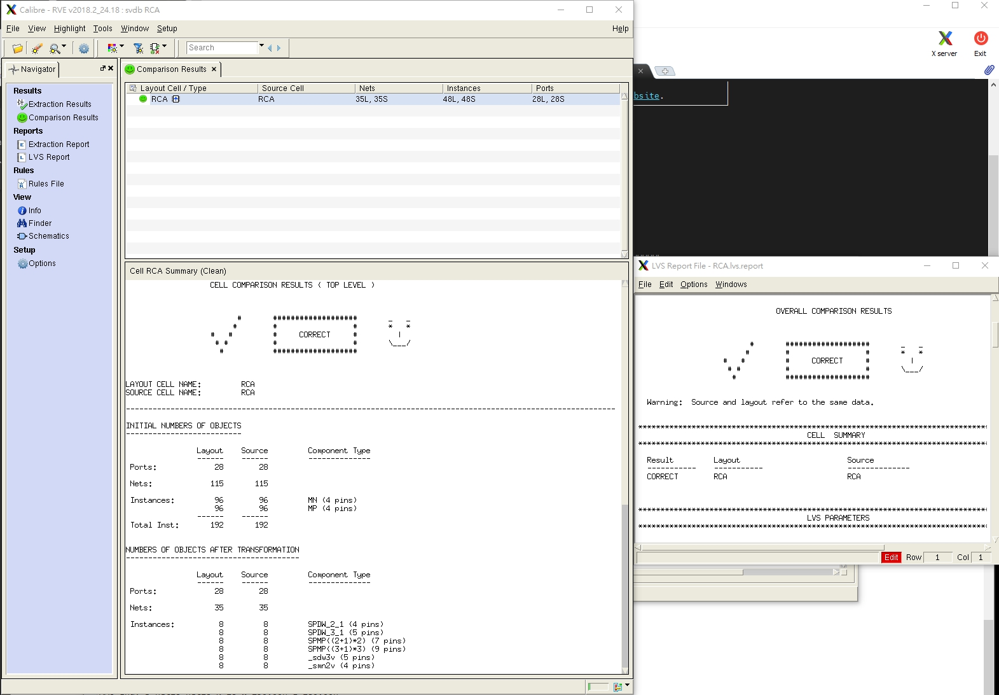 Calibre - RVE v2018.2_24.18 : svdb RCA
File View Highlight Tools Window Setup Help
Search
Navigator
Results
Extraction Results
Comparison Results
Reports
Extraction Report
LVS Report
Rules
Rules File
View
Info
Finder
Schematics
Setup
Options
Comparison Results
Layout Cell / Type Source Cell Nets Instances Ports
RCA RCA 35L, 35S 48L, 48S 28L, 28S
Cell RCA Summary (Clean)
CELL COMPARISON RESULTS ( TOP LEVEL )
CORRECT
LAYOUT CELL NAME: RCA
SOURCE CELL NAME: RCA
INITIAL NUMBERS OF OBJECTS
Layout Source Component Type
Ports: 28 28
Nets: 115 115
Instances: 96 96 MN (4 pins)
96 96 MP (4 pins)
Total Inst: 192 192
NUMBERS OF OBJECTS AFTER TRANSFORMATION
Layout Source Component Type
Ports: 28 28
Nets: 35 35
Instances: 8 8 SPDW_2_1 (4 pins)
8 8 SPDW_3_1 (5 pins)
8 8 SPMP((2+1)*2) (7 pins)
8 8 SPMP((3+1)*3) (9 pins)
8 8 _sdw3v (5 pins)
8 8 _smn2v (4 pins)
X server
Exit
bsite.
LVS Report File - RCA.lvs.report
File Edit Options Windows
OVERALL COMPARISON RESULTS
CORRECT
Warning: Source and layout refer to the same data.
CELL SUMMARY
Result Layout Source
CORRECT RCA RCA
LVS PARAMETERS
Edit Row 1 Col 1